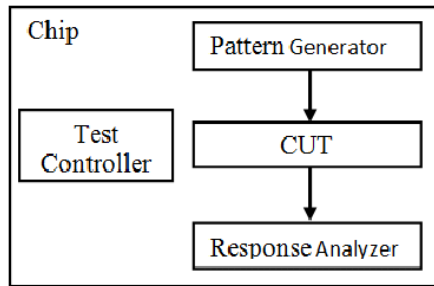 Chip
Pattern Generator
Test
Controller
CUT
Response Analyzer